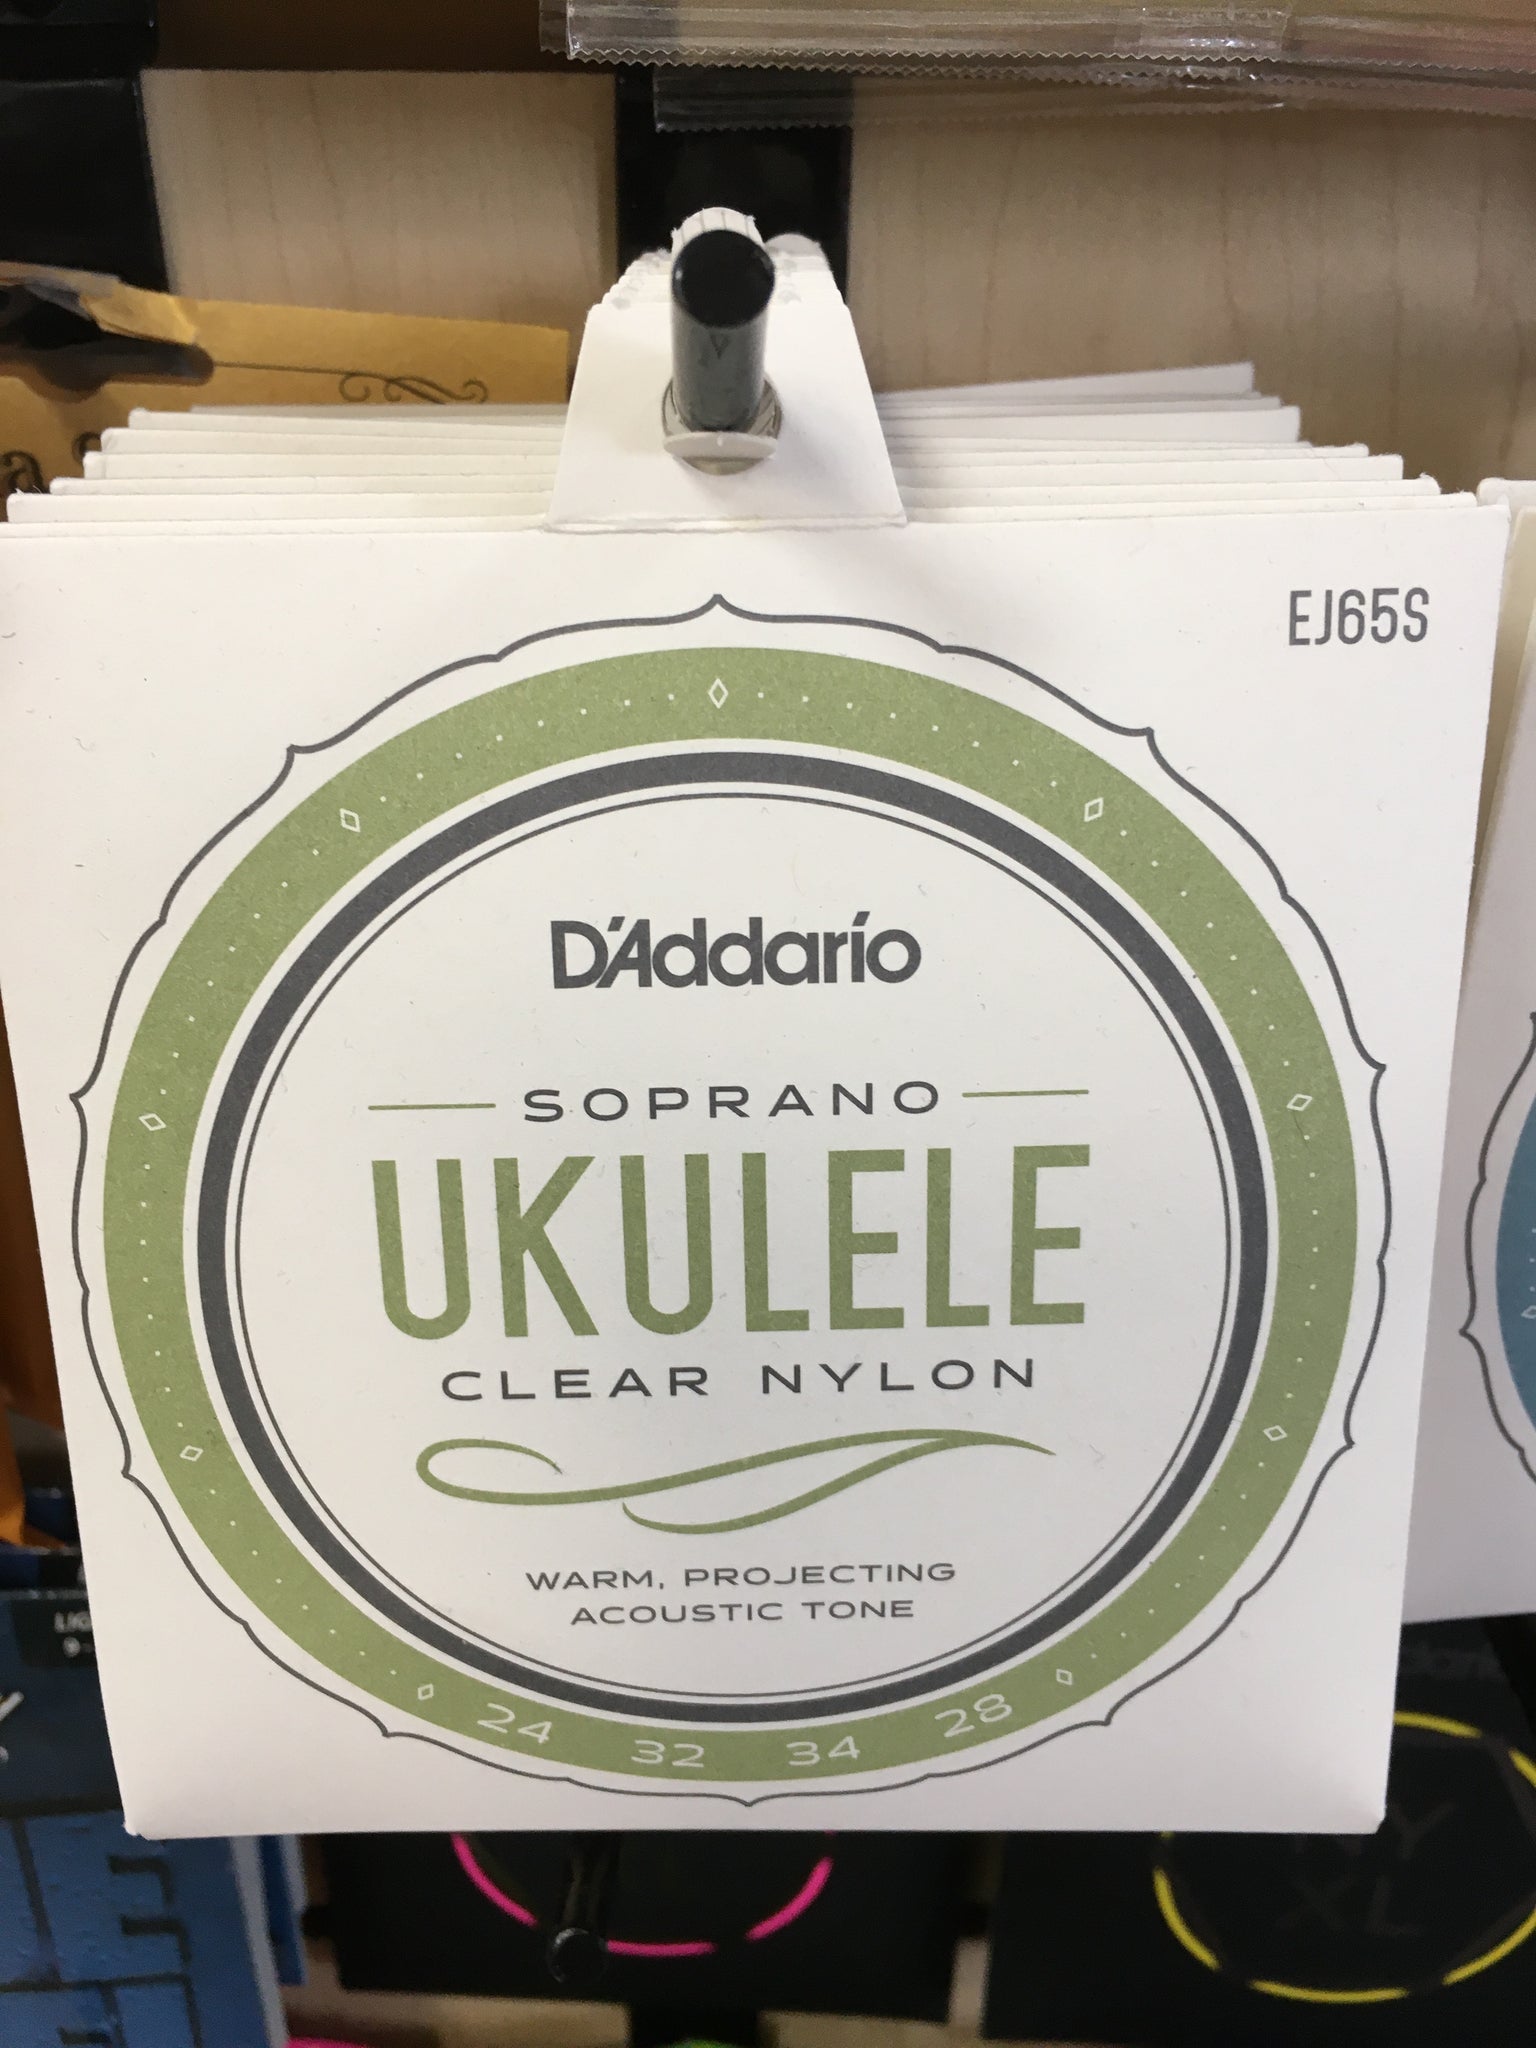 EJ65S
D'Addario
SOPRANO
UKULELE
CLEAR NYLON
WARM, PROJECTING
ACOUSTIC TONE
24 32 34 28